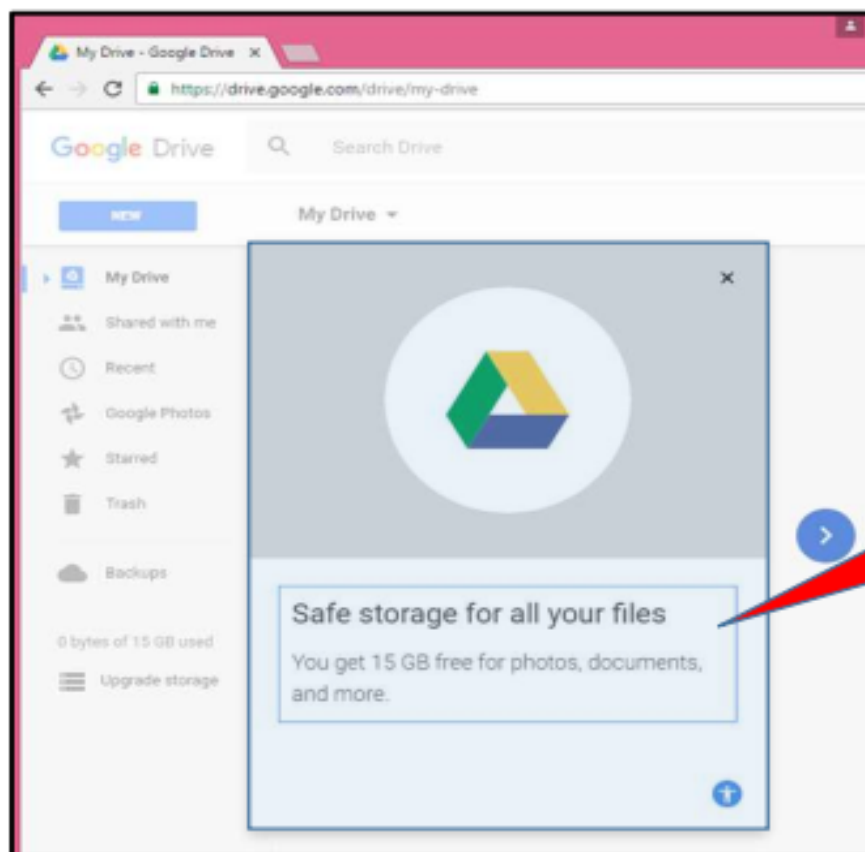 My Drive - Google Drive
https://drive.google.com/drive/my-drive
Google Drive
Search Drive
NEW
My Drive
My Drive
Shared with me
Recent
Google Photos
Starred
Trash
Backups
0 bytes of 15 GB used
Upgrade storage
Safe storage for all your files
You get 15 GB free for photos, documents,
and more.